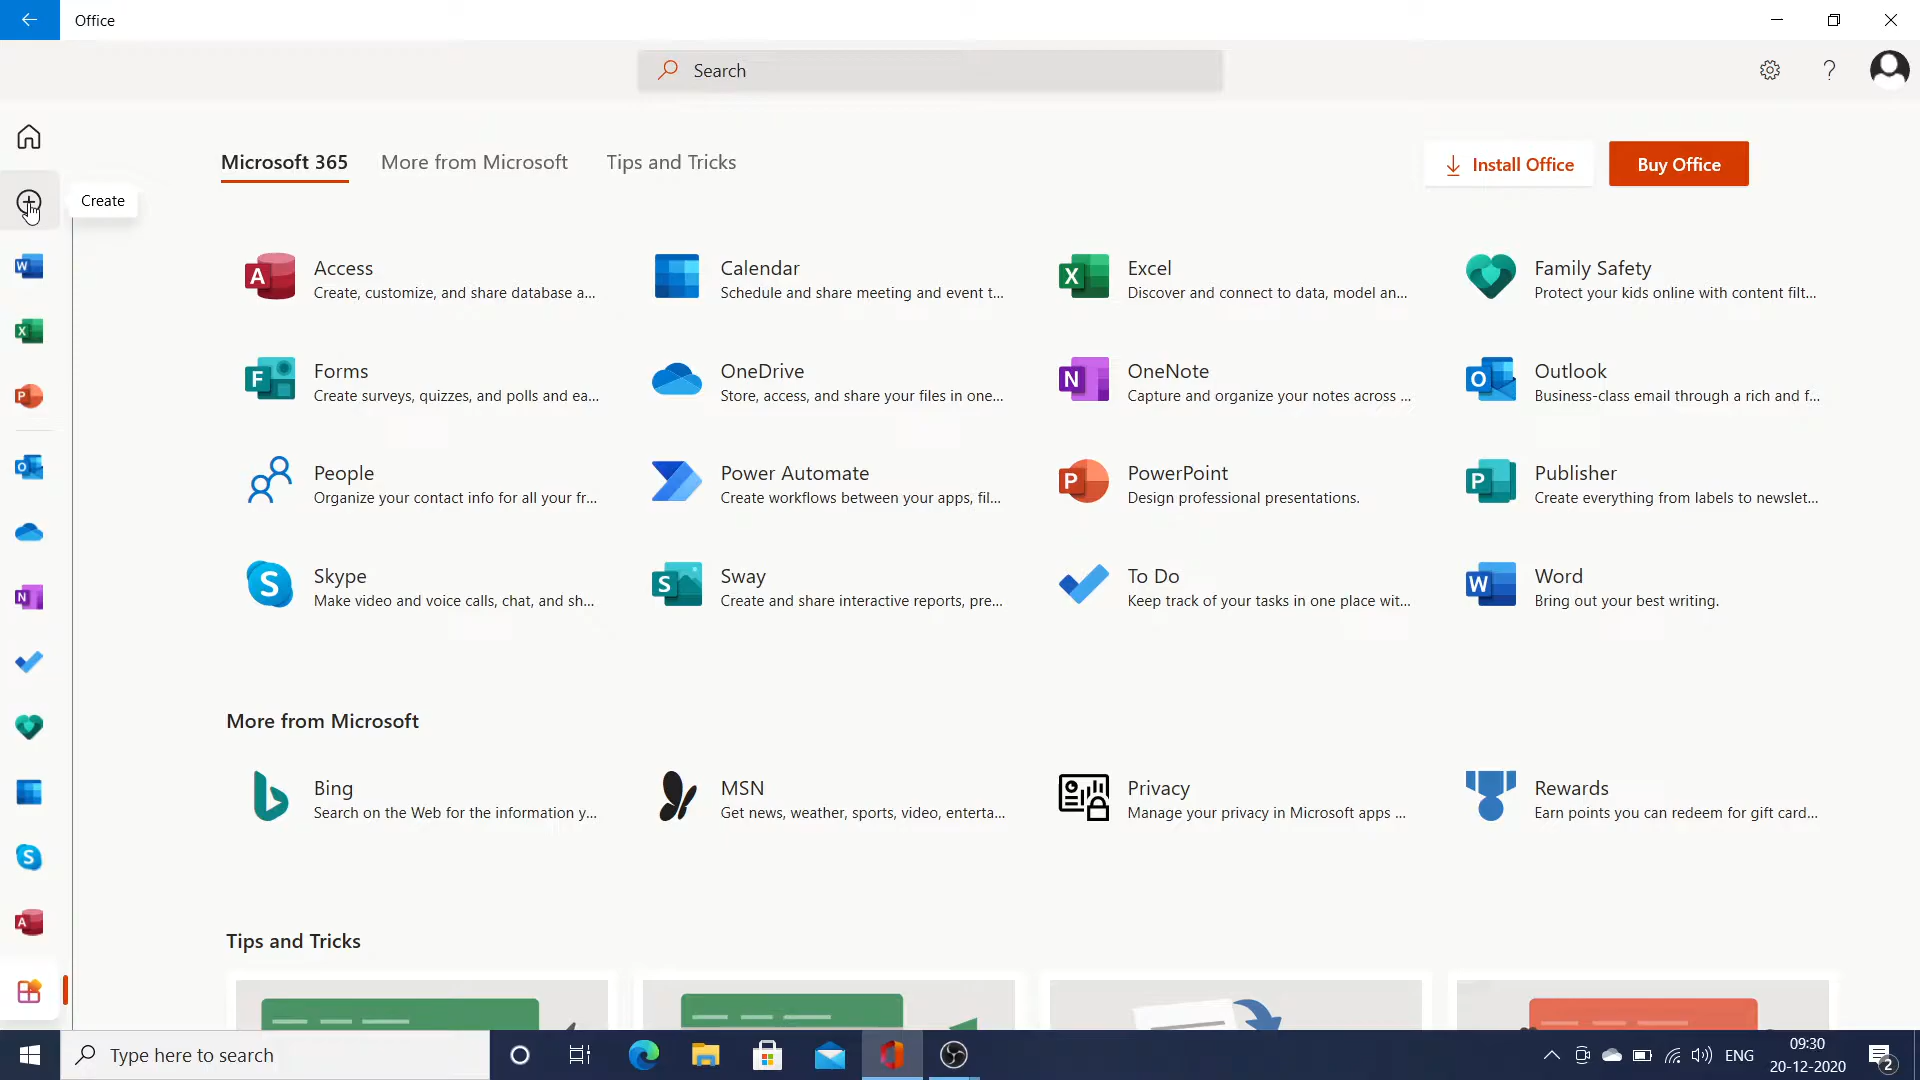 Office
Search
Microsoft 365
More from Microsoft
Tips and Tricks
Install Office
Buy Office
Create
Access
Create, customize, and share database a...
Calendar
Schedule and share meeting and event t...
Excel
Discover and connect to data, model an...
Family Safety
Protect your kids online with content filt...
Forms
Create surveys, quizzes, and polls and ea...
OneDrive
Store, access, and share your files in one...
OneNote
Capture and organize your notes across ...
Outlook
Business-class email through a rich and f...
People
Organize your contact info for all your fr...
Power Automate
Create workflows between your apps, fil...
PowerPoint
Design professional presentations.
Publisher
Create everything from labels to newslet...
Skype
Make video and voice calls, chat, and sh...
Sway
Create and share interactive reports, pre...
To Do
Keep track of your tasks in one place wit...
Word
Bring out your best writing.
More from Microsoft
Bing
Search on the Web for the information y...
MSN
Get news, weather, sports, video, enterta...
Privacy
Manage your privacy in Microsoft apps ...
Rewards
Earn points you can redeem for gift card...
Tips and Tricks
Type here to search
ENG
09:30
20-12-2020
2